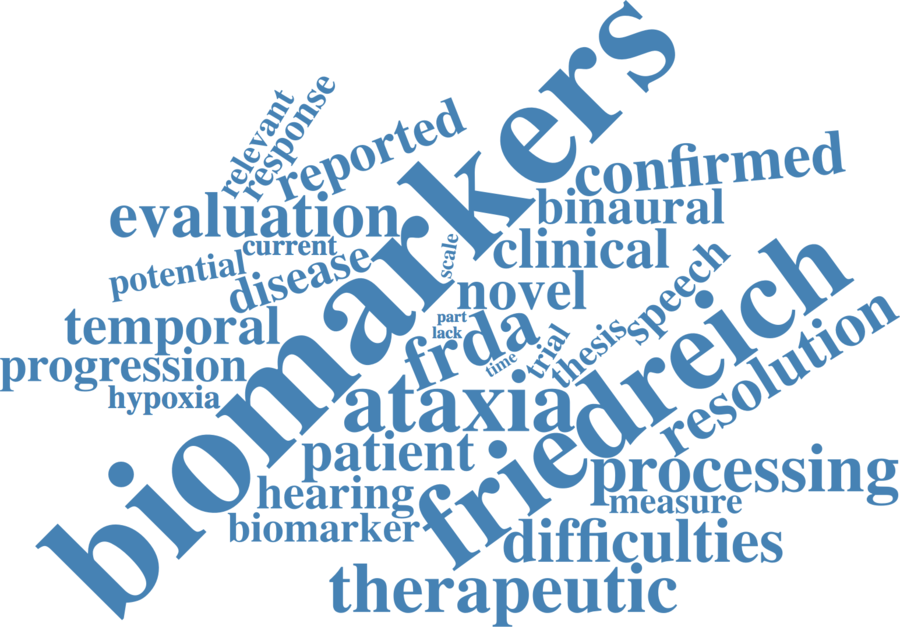 biomarkers
relevant
response
reported
confirmed
evaluation
binaural
current
scale
clinical
potential
disease
novel
speech
temporal
part
lack
frda
time
trial
thesis
friedreich
progression
hypoxia
ataxia
resolution
patient
processing
hearing
measure
biomarker
difficulties
therapeutic